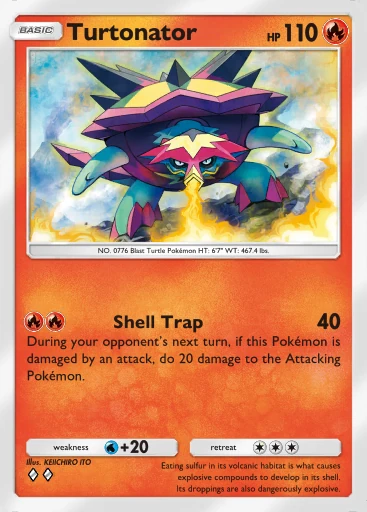 BASIC
Turtonator
HP 110
NO. 0776 Blast Turtle Pokémon HT: 6'7" WT: 467.4 lbs.
Shell Trap 40
During your opponent's next turn, if this Pokémon is
damaged by an attack, do 20 damage to the Attacking
Pokémon.
weakness +20
retreat
Illus. KEIICHIRO ITO
Eating sulfur in its volcanic habitat is what causes
explosive compounds to develop in its shell.
Its droppings are also dangerously explosive.